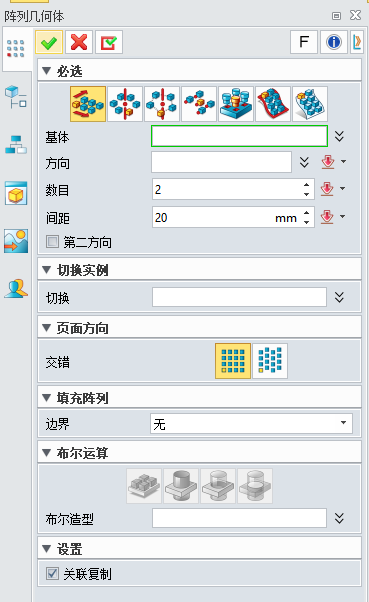 阵列几何体
F
必选
基体
方向
数目 2
间距 20 mm
第二方向
切换实例
切换
页面方向
交错
填充阵列
边界 无
布尔运算
布尔造型
设置
关联复制